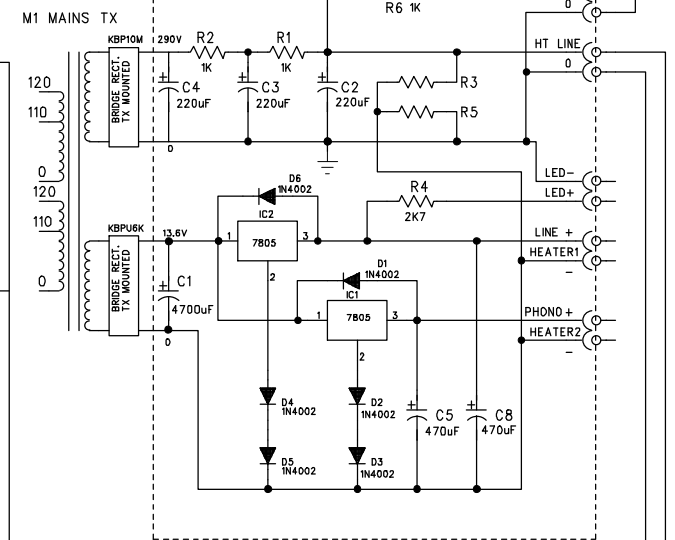 0
R6 1K
M1 MAINS TX
KBP10M
290V
R2
1K
R1
1K
HT LINE
0
120
110
0
BRIDGE RECT.
TX MOUNTED
+
C4
220uF
+
C3
220uF
+
C2
220uF
R3
R5
0
LED-
LED+
R4
2K7
120
110
0
KBPU6K
BRIDGE RECT.
TX MOUNTED
13.6V
D6
1N4002
IC2
1
7805
3
2
LINE +
HEATER1
-
D1
1N4002
IC1
1
7805
3
2
PHONO +
HEATER2
-
+
C1
4700uF
0
D4
1N4002
D2
1N4002
D5
1N4002
D3
1N4002
+
C5
470uF
+
C8
470uF